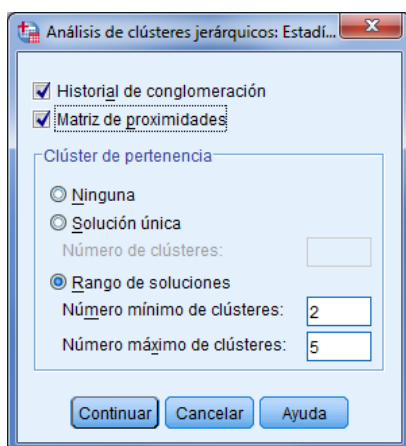 Análisis de clústeres jerárquicos: Estadí...
Historial de conglomeración
Matriz de proximidades
Clúster de pertenencia
Ninguna
Solución única
Número de clústeres:
Rango de soluciones
Número mínimo de clústeres: 2
Número máximo de clústeres: 5
Continuar Cancelar Ayuda